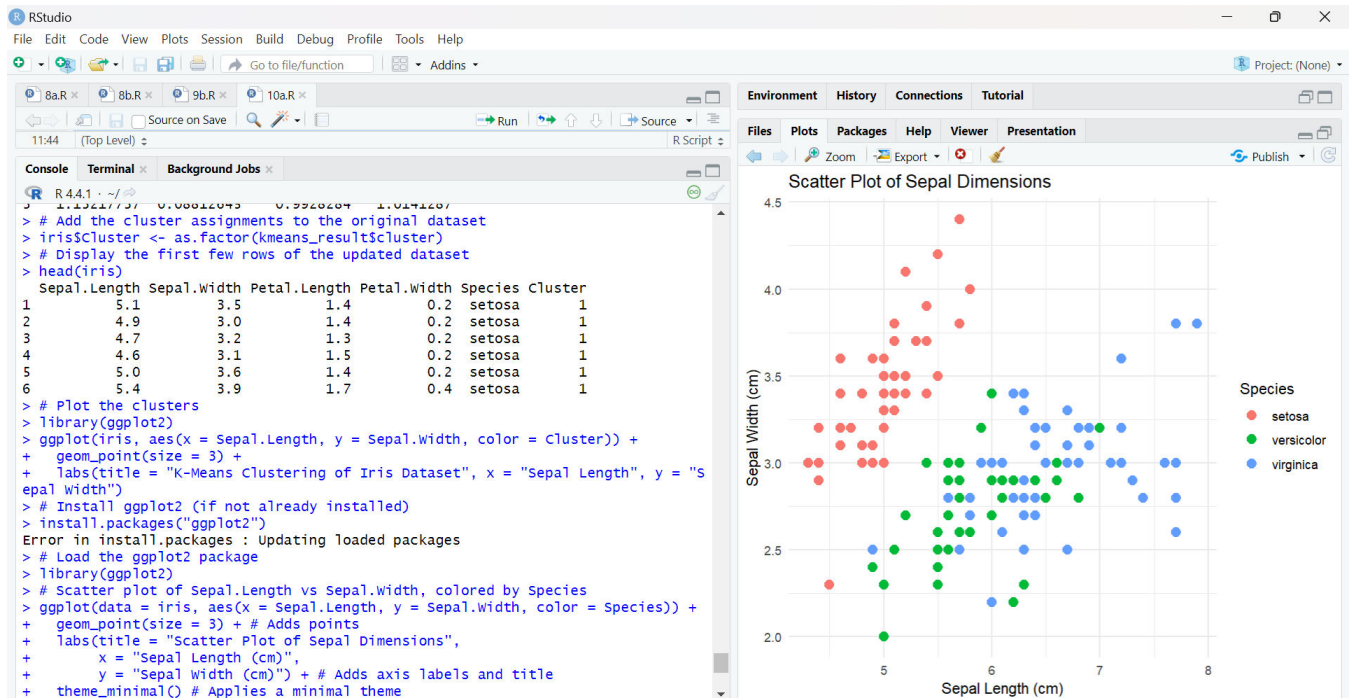 RStudio
File Edit Code View Plots Session Build Debug Profile Tools Help
Go to file/function Addins Project: (None)
8a.R 8b.R 9b.R 10a.R
Source on Save Run Source
11:44 (Top Level) R Script
Console Terminal Background Jobs
R 4.4.1 · ~/
> # Add the cluster assignments to the original dataset
> iris$Cluster <- as.factor(kmeans_result$cluster)
> # Display the first few rows of the updated dataset
> head(iris)
Sepal.Length Sepal.Width Petal.Length Petal.Width Species Cluster
1 5.1 3.5 1.4 0.2 setosa 1
2 4.9 3.0 1.4 0.2 setosa 1
3 4.7 3.2 1.3 0.2 setosa 1
4 4.6 3.1 1.5 0.2 setosa 1
5 5.0 3.6 1.4 0.2 setosa 1
6 5.4 3.9 1.7 0.4 setosa 1
> # Plot the clusters
> library(ggplot2)
> ggplot(iris, aes(x = Sepal.Length, y = Sepal.Width, color = Cluster)) +
+ geom_point(size = 3) +
+ labs(title = "K-Means Clustering of Iris Dataset", x = "Sepal Length", y = "S
epal Width")
> # Install ggplot2 (if not already installed)
> install.packages("ggplot2")
Error in install.packages : Updating loaded packages
> # Load the ggplot2 package
> library(ggplot2)
> # Scatter plot of Sepal.Length vs Sepal.Width, colored by Species
> ggplot(data = iris, aes(x = Sepal.Length, y = Sepal.Width, color = Species)) +
+ geom_point(size = 3) + # Adds points
+ labs(title = "Scatter Plot of Sepal Dimensions",
+ x = "Sepal Length (cm)",
+ y = "Sepal Width (cm)") + # Adds axis labels and title
+ theme_minimal() # Applies a minimal theme
Environment History Connections Tutorial
Files Plots Packages Help Viewer Presentation
Zoom Export Publish
Scatter Plot of Sepal Dimensions
4.5
4.0
3.5
3.0
2.5
2.0
Sepal Width (cm)
5 6 7 8
Sepal Length (cm)
Species
setosa
versicolor
virginica